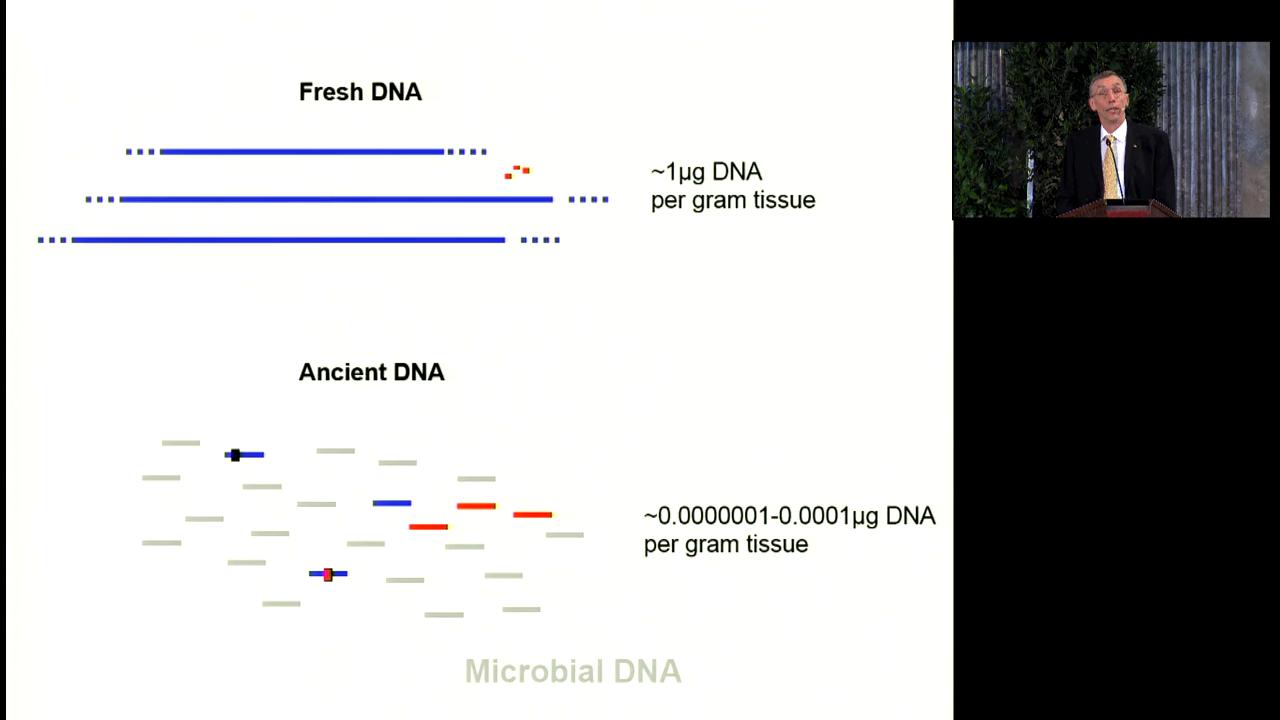 Fresh DNA
~1µg DNA
per gram tissue
Ancient DNA
~0.0000001-0.0001µg DNA
per gram tissue
Microbial DNA